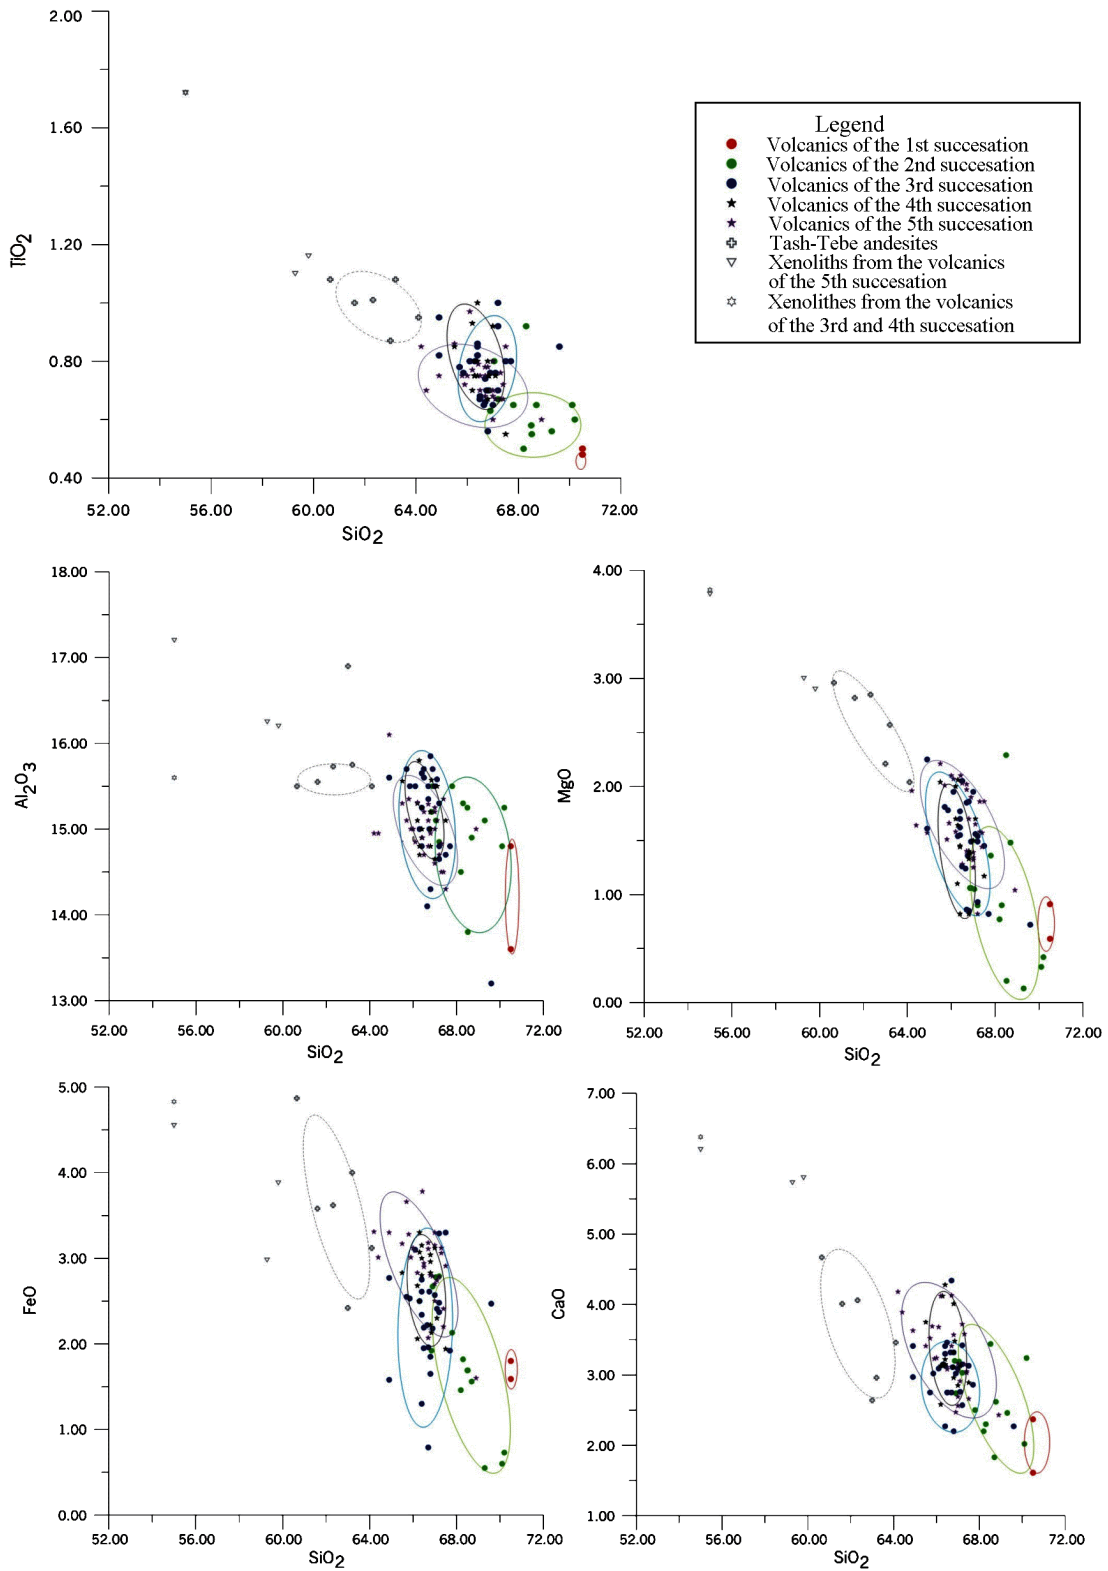 2.00
1.60
1.20
0.80
0.40
TiO2
52.00 56.00 60.00 64.00 68.00 72.00
SiO2
Legend
Volcanics of the 1st succesation
Volcanics of the 2nd succesation
Volcanics of the 3rd succesation
Volcanics of the 4th succesation
Volcanics of the 5th succesation
Tash-Tebe andesites
Xenoliths from the volcanics
of the 5th succesation
Xenolithes from the volcanics
of the 3rd and 4th succesation
18.00
17.00
16.00
15.00
14.00
13.00
Al2O3
52.00 56.00 60.00 64.00 68.00 72.00
SiO2
4.00
3.00
2.00
1.00
0.00
MgO
52.00 56.00 60.00 64.00 68.00 72.00
SiO2
5.00
4.00
3.00
2.00
1.00
0.00
FeO
52.00 56.00 60.00 64.00 68.00 72.00
SiO2
7.00
6.00
5.00
4.00
3.00
2.00
1.00
CaO
52.00 56.00 60.00 64.00 68.00 72.00
SiO2